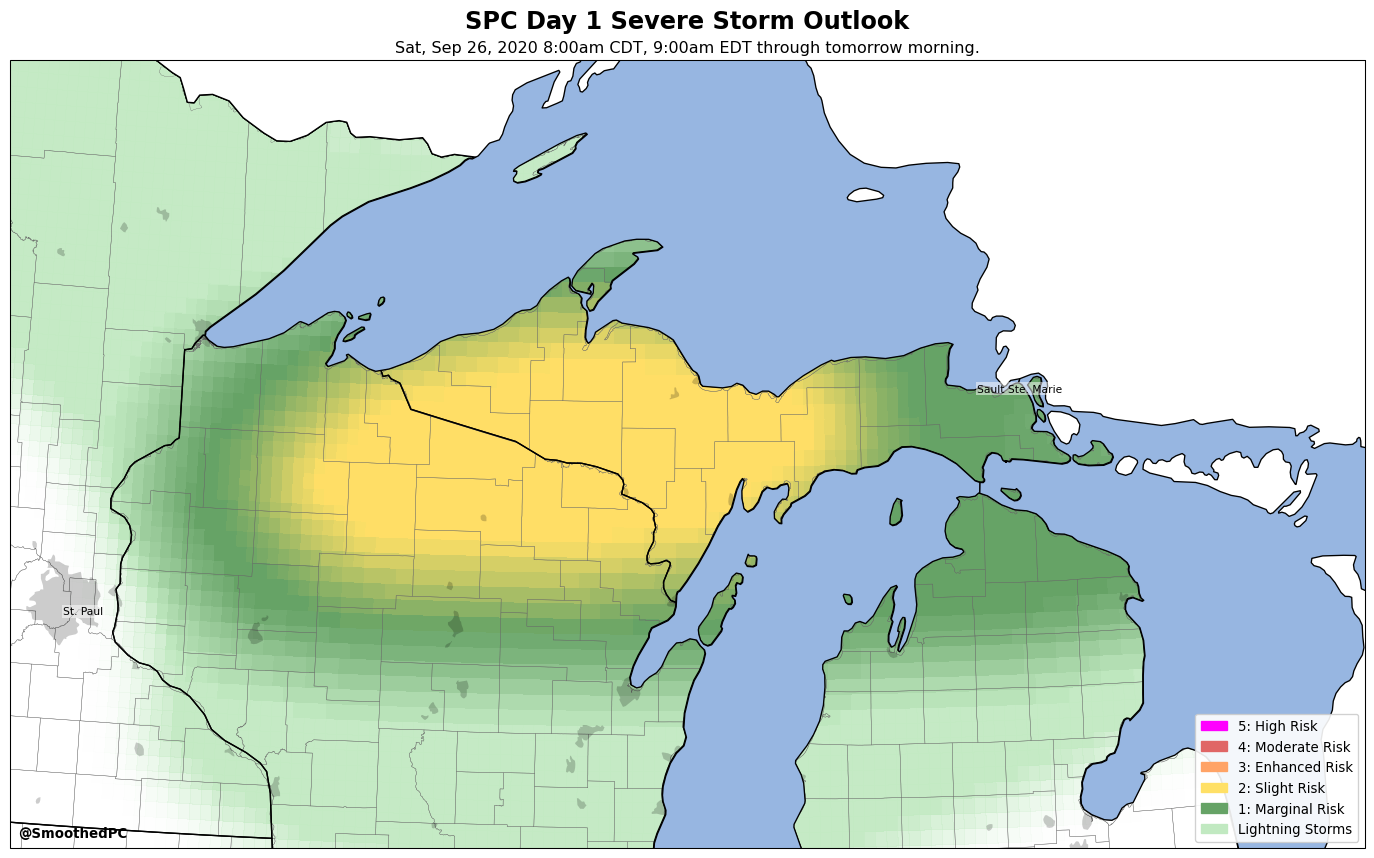 SPC Day 1 Severe Storm Outlook
Sat, Sep 26, 2020 8:00am CDT, 9:00am EDT through tomorrow morning.
Sault Ste. Marie
St. Paul
5: High Risk
4: Moderate Risk
3: Enhanced Risk
2: Slight Risk
1: Marginal Risk
Lightning Storms
@SmoothedPC